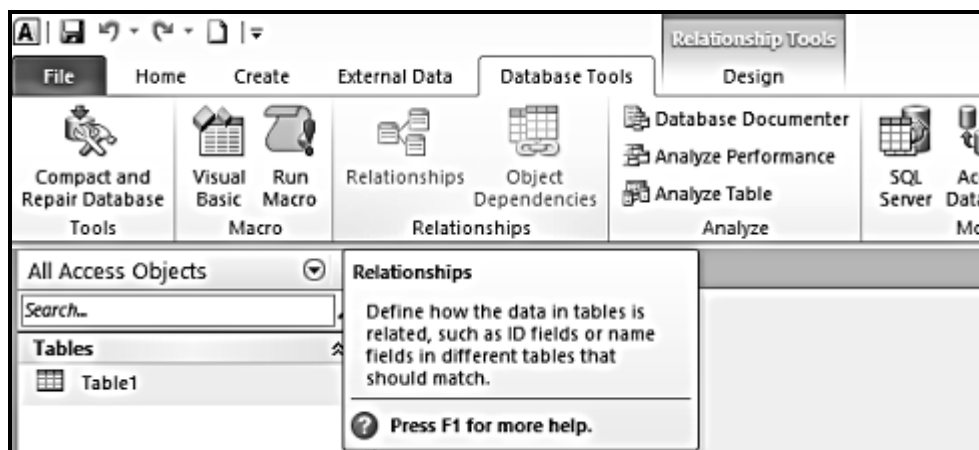 A
Relationship Tools
File Home Create External Data Database Tools Design
Compact and
Repair Database
Tools
Visual
Basic
Run
Macro
Macro
Relationships
Object
Dependencies
Relationships
Database Documenter
Analyze Performance
Analyze Table
Analyze
SQL
Server
All Access Objects
Search...
Tables
Table1
Relationships
Define how the data in tables is
related, such as ID fields or name
fields in different tables that
should match.
Press F1 for more help.